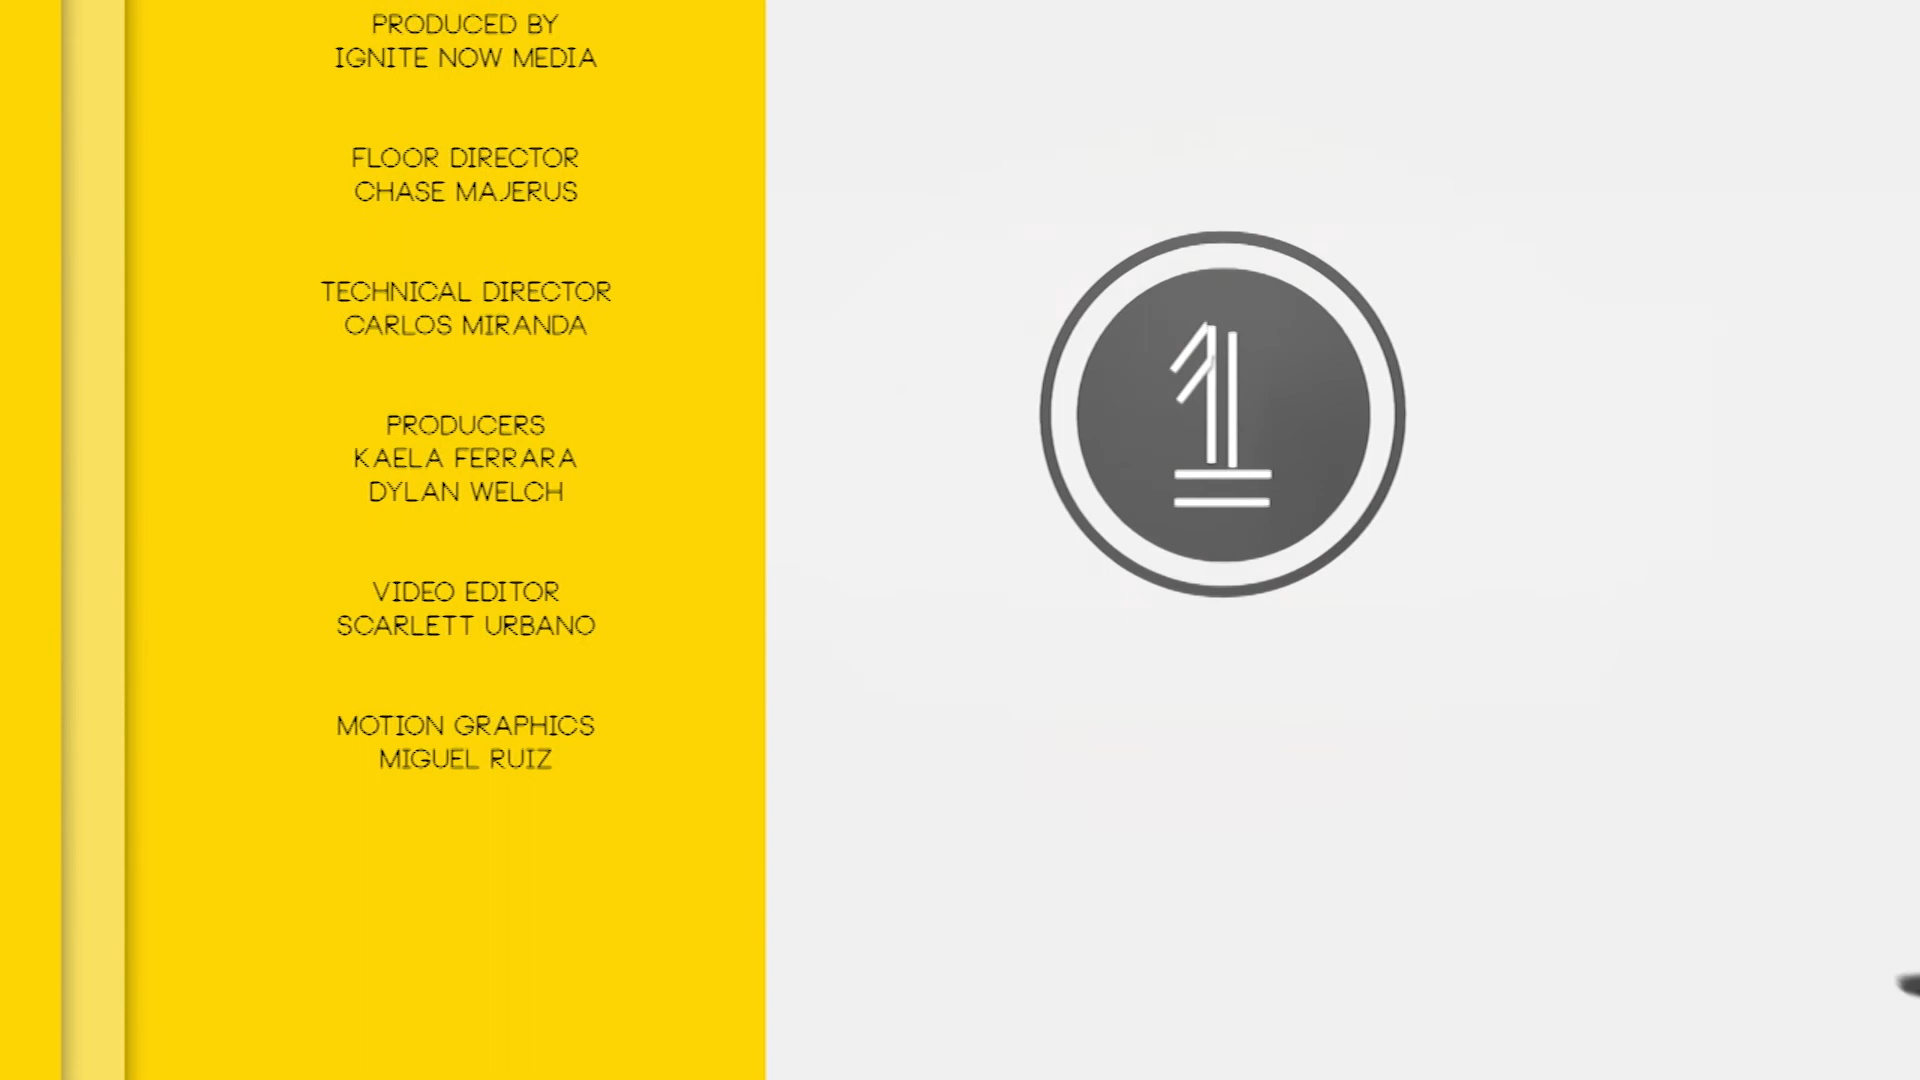 PRODUCED BY
IGNITE NOW MEDIA
FLOOR DIRECTOR
CHASE MAJERUS
TECHNICAL DIRECTOR
CARLOS MIRANDA
PRODUCERS
KAELA FERRARA
DYLAN WELCH
VIDEO EDITOR
SCARLETT URBANO
MOTION GRAPHICS
MIGUEL RUIZ
1